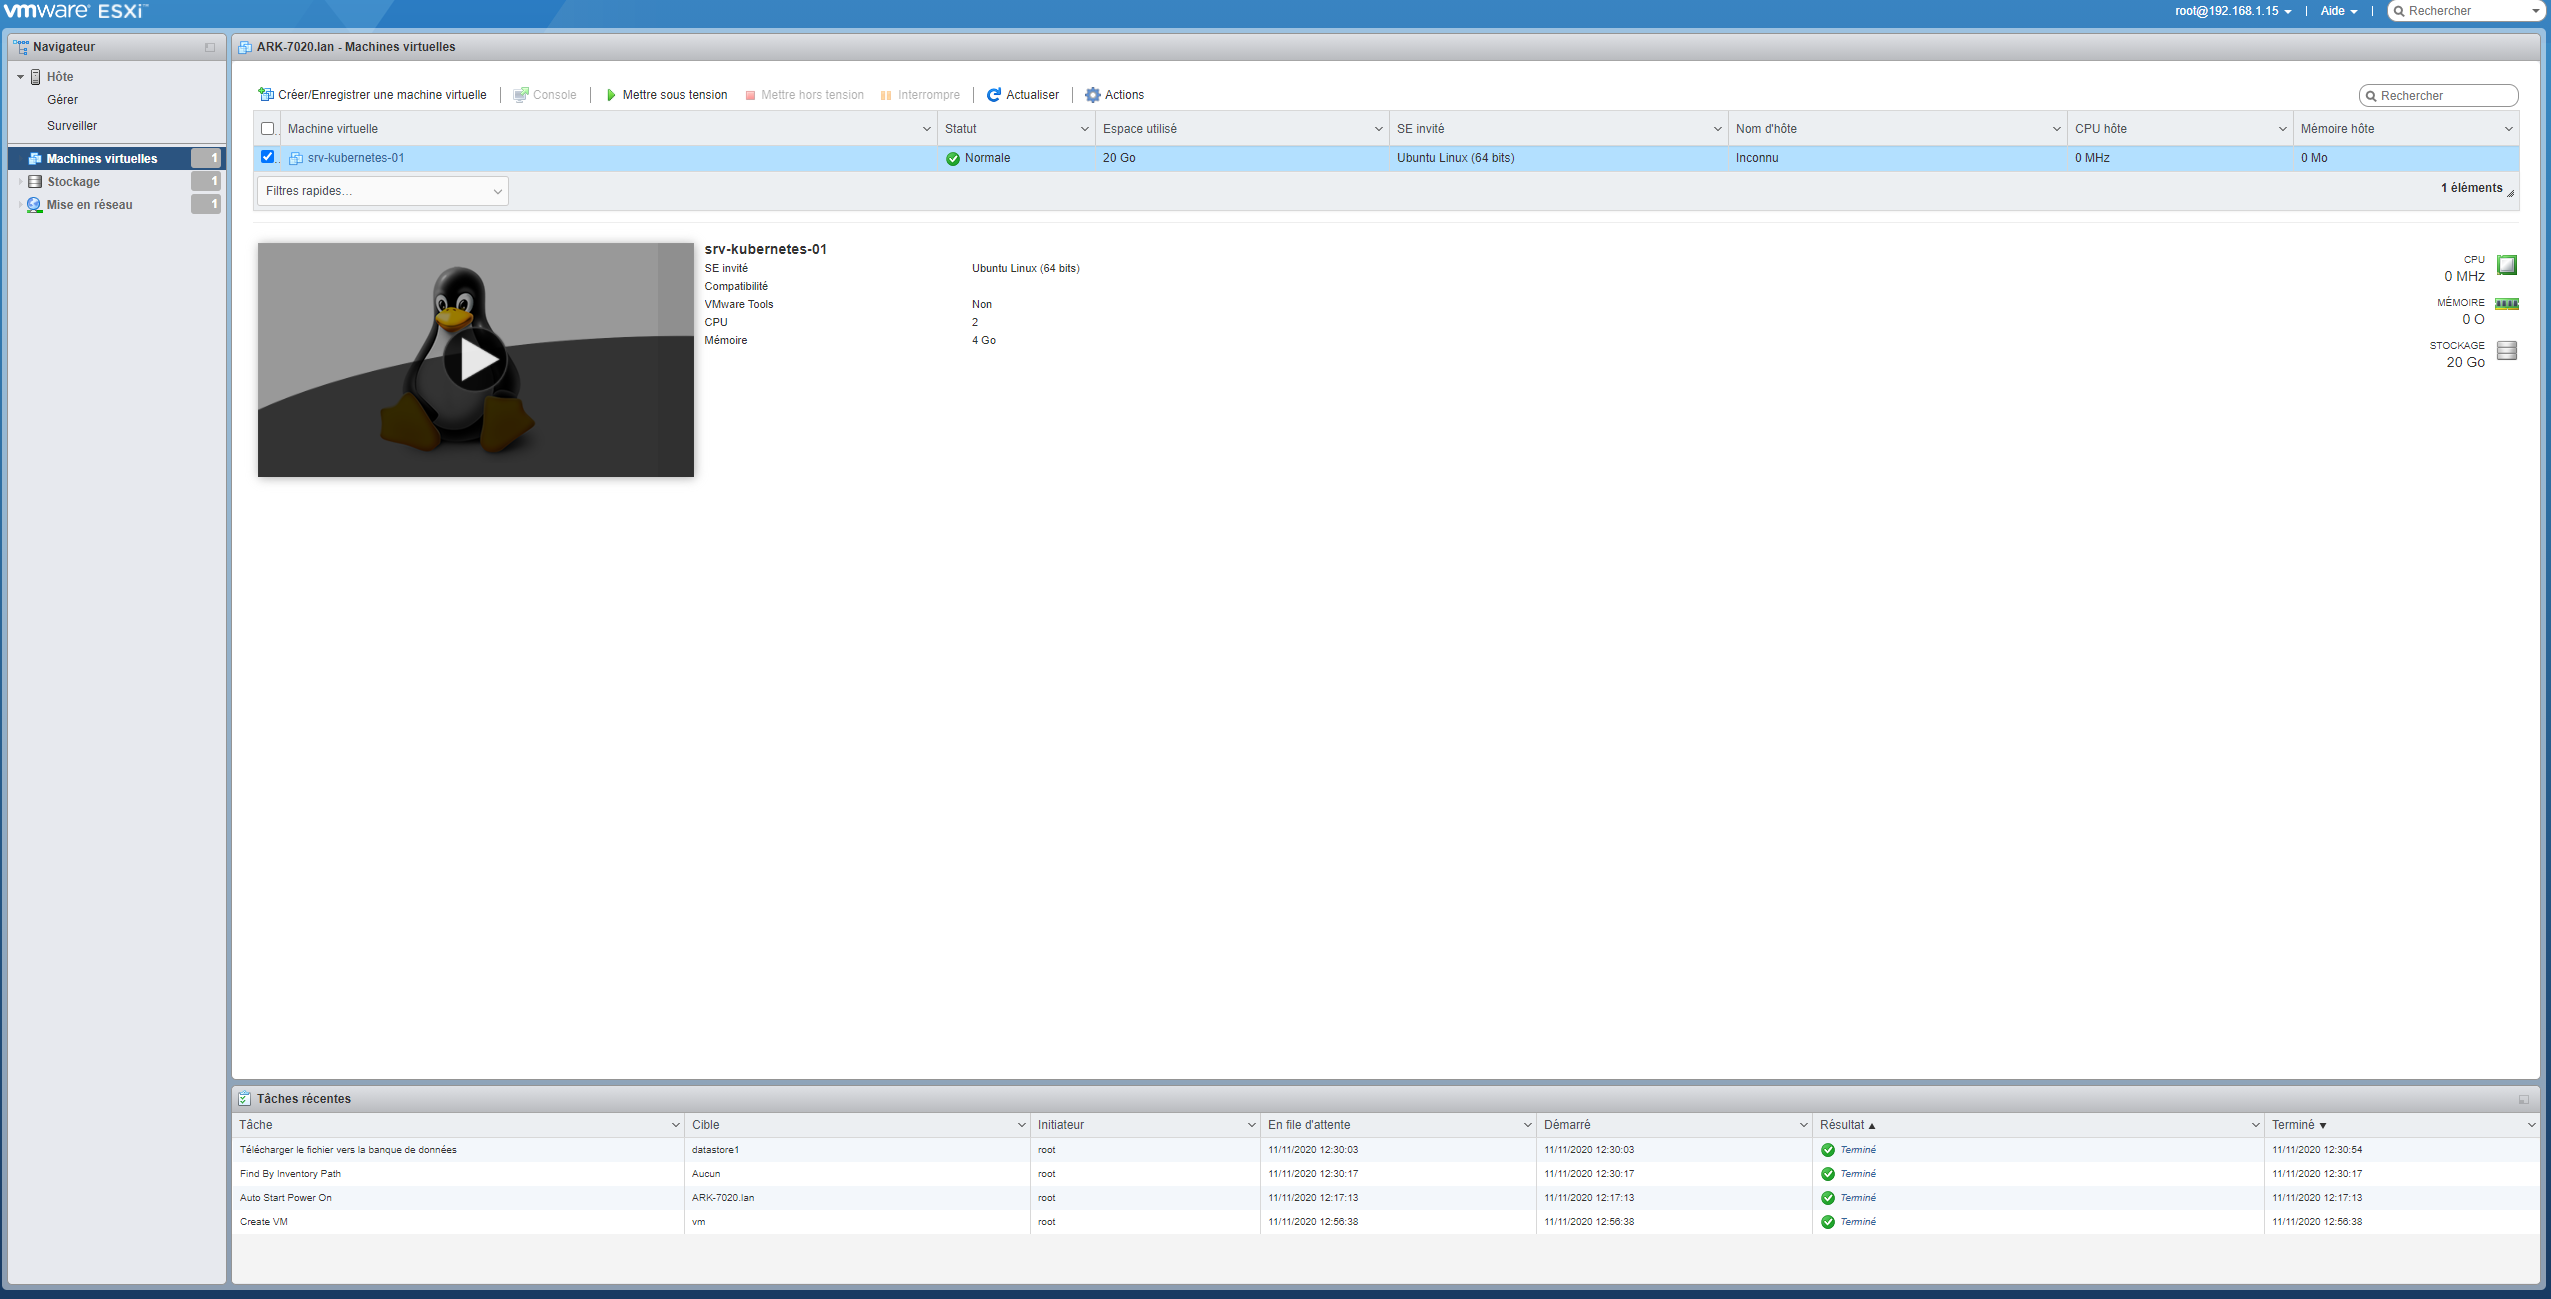 vmware ESXi™
root@192.168.1.15 | Aide | Rechercher
Navigateur
Hôte
Gérer
Surveiller
Machines virtuelles 1
Stockage 1
Mise en réseau 1
ARK-7020.lan - Machines virtuelles
Créer/Enregistrer une machine virtuelle | Console | Mettre sous tension Mettre hors tension Interrompre | Actualiser | Actions
Rechercher
Machine virtuelle Statut Espace utilisé SE invité Nom d'hôte CPU hôte Mémoire hôte
srv-kubernetes-01 Normale 20 Go Ubuntu Linux (64 bits) Inconnu 0 MHz 0 Mo
Filtres rapides... 1 éléments
srv-kubernetes-01
SE invité Ubuntu Linux (64 bits)
Compatibilité
VMware Tools Non
CPU 2
Mémoire 4 Go
CPU
0 MHz
MÉMOIRE
0 O
STOCKAGE
20 Go
Tâches récentes
Tâche Cible Initiateur En file d'attente Démarré Résultat ▲ Terminé ▼
Télécharger le fichier vers la banque de données datastore1 root 11/11/2020 12:30:03 11/11/2020 12:30:03 Terminé 11/11/2020 12:30:54
Find By Inventory Path Aucun root 11/11/2020 12:30:17 11/11/2020 12:30:17 Terminé 11/11/2020 12:30:17
Auto Start Power On ARK-7020.lan root 11/11/2020 12:17:13 11/11/2020 12:17:13 Terminé 11/11/2020 12:17:13
Create VM vm root 11/11/2020 12:56:38 11/11/2020 12:56:38 Terminé 11/11/2020 12:56:38